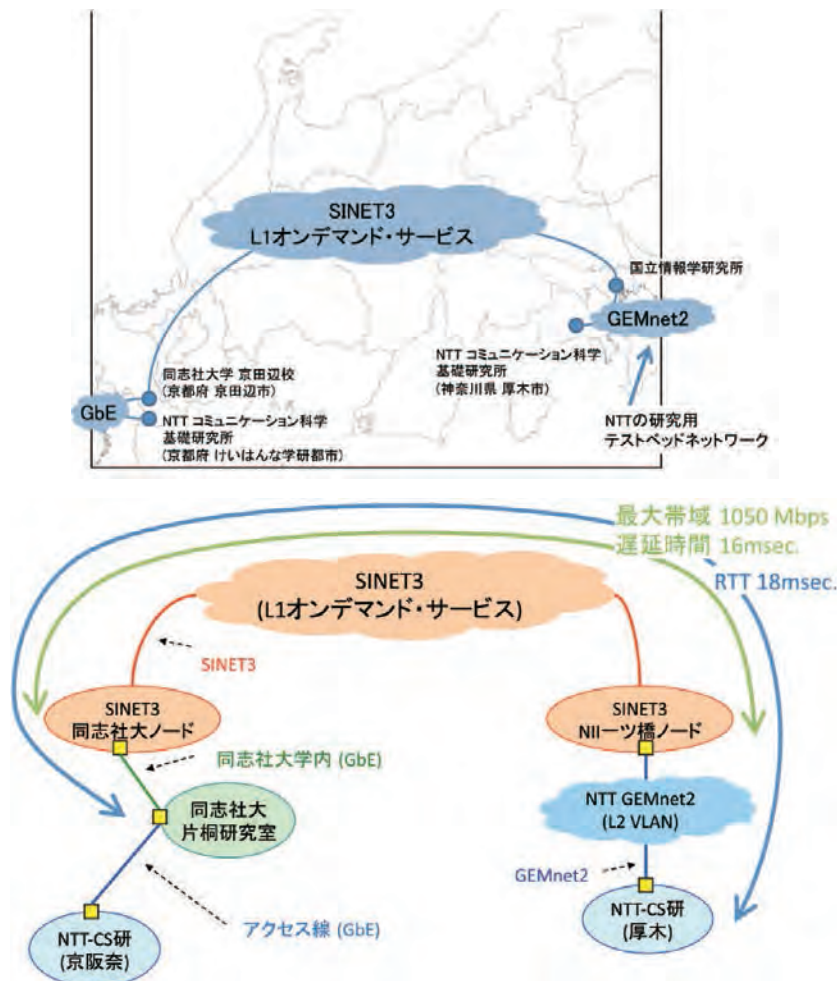 SINET3
L1オンデマンド・サービス
国立情報学研究所
GEMnet2
NTT コミュニケーション科学
基礎研究所
(神奈川県 厚木市)
同志社大学 京田辺校
(京都府 京田辺市)
GbE
NTT コミュニケーション科学
基礎研究所
(京都府 けいはんな学研都市)
NTTの研究用
テストベッドネットワーク
最大帯域 1050 Mbps
遅延時間 16msec.
RTT 18msec.
SINET3
(L1オンデマンド・サービス)
SINET3
SINET3
同志社大ノード
SINET3
NII一ツ橋ノード
同志社大学内 (GbE)
同志社大
片桐研究室
NTT GEMnet2
(L2 VLAN)
GEMnet2
アクセス線 (GbE)
NTT-CS研
(京阪奈)
NTT-CS研
(厚木)